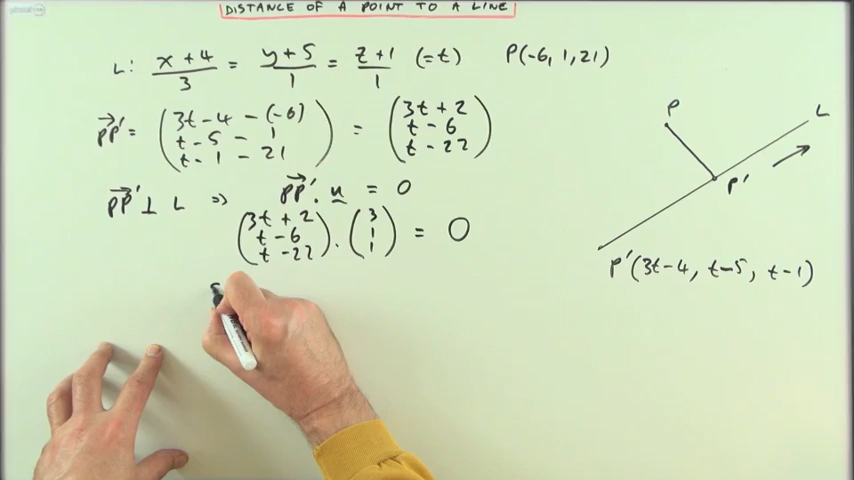 DISTANCE OF A POINT TO A LINE
L: x+4/3 = y+5/1 = z+1/1 (=t) P(-6, 1, 21)
PP' = (3t-4-(-6) t-5-1 t-1-21) = (3t+2 t-6 t-22)
PP' ⊥ L ⇒ PP'.u = 0
(3t+2 t-6 t-22) . (3 1 1) = 0
P
L
P'
P'(3t-4, t-5, t-1)